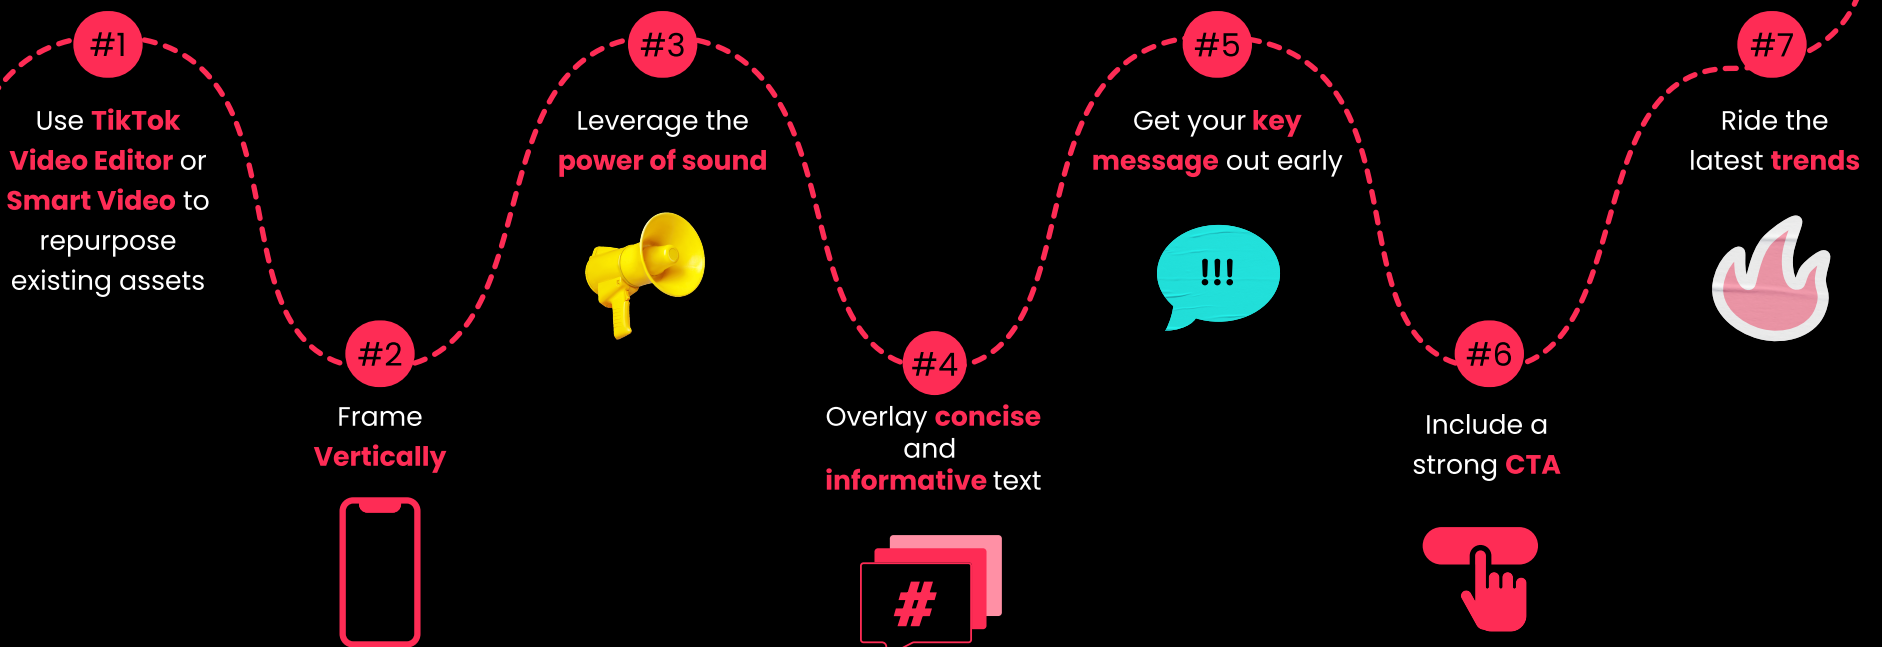 #1
Use TikTok
Video Editor or
Smart Video to
repurpose
existing assets
#2
Frame
Vertically
#3
Leverage the
power of sound
#4
Overlay concise
and
informative text
#
#5
Get your key
message out early
!!!
#6
Include a
strong CTA
#7
Ride the
latest trends